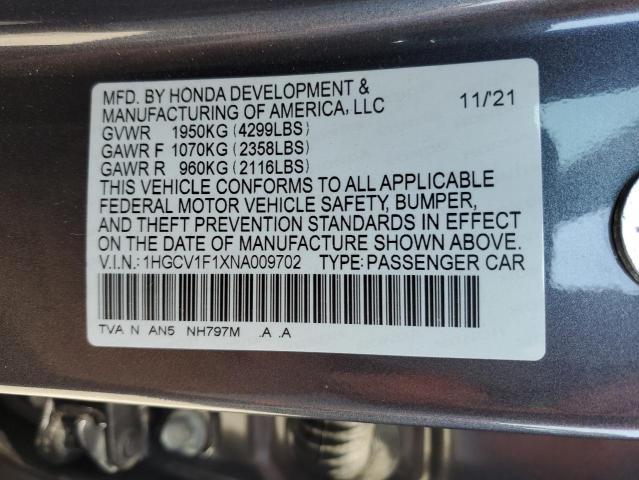 MFD. BY HONDA DEVELOPMENT &
MANUFACTURING OF AMERICA, LLC 11/'21
GVWR 1950KG (4299LBS)
GAWR F 1070KG (2358LBS)
GAWR R 960KG (2116LBS)
THIS VEHICLE CONFORMS TO ALL APPLICABLE
FEDERAL MOTOR VEHICLE SAFETY, BUMPER,
AND THEFT PREVENTION STANDARDS IN EFFECT
ON THE DATE OF MANUFACTURE SHOWN ABOVE.
V.I.N.: 1HGCV1F1XNA009702 TYPE: PASSENGER CAR
TVA N AN5 NH797M .A .A